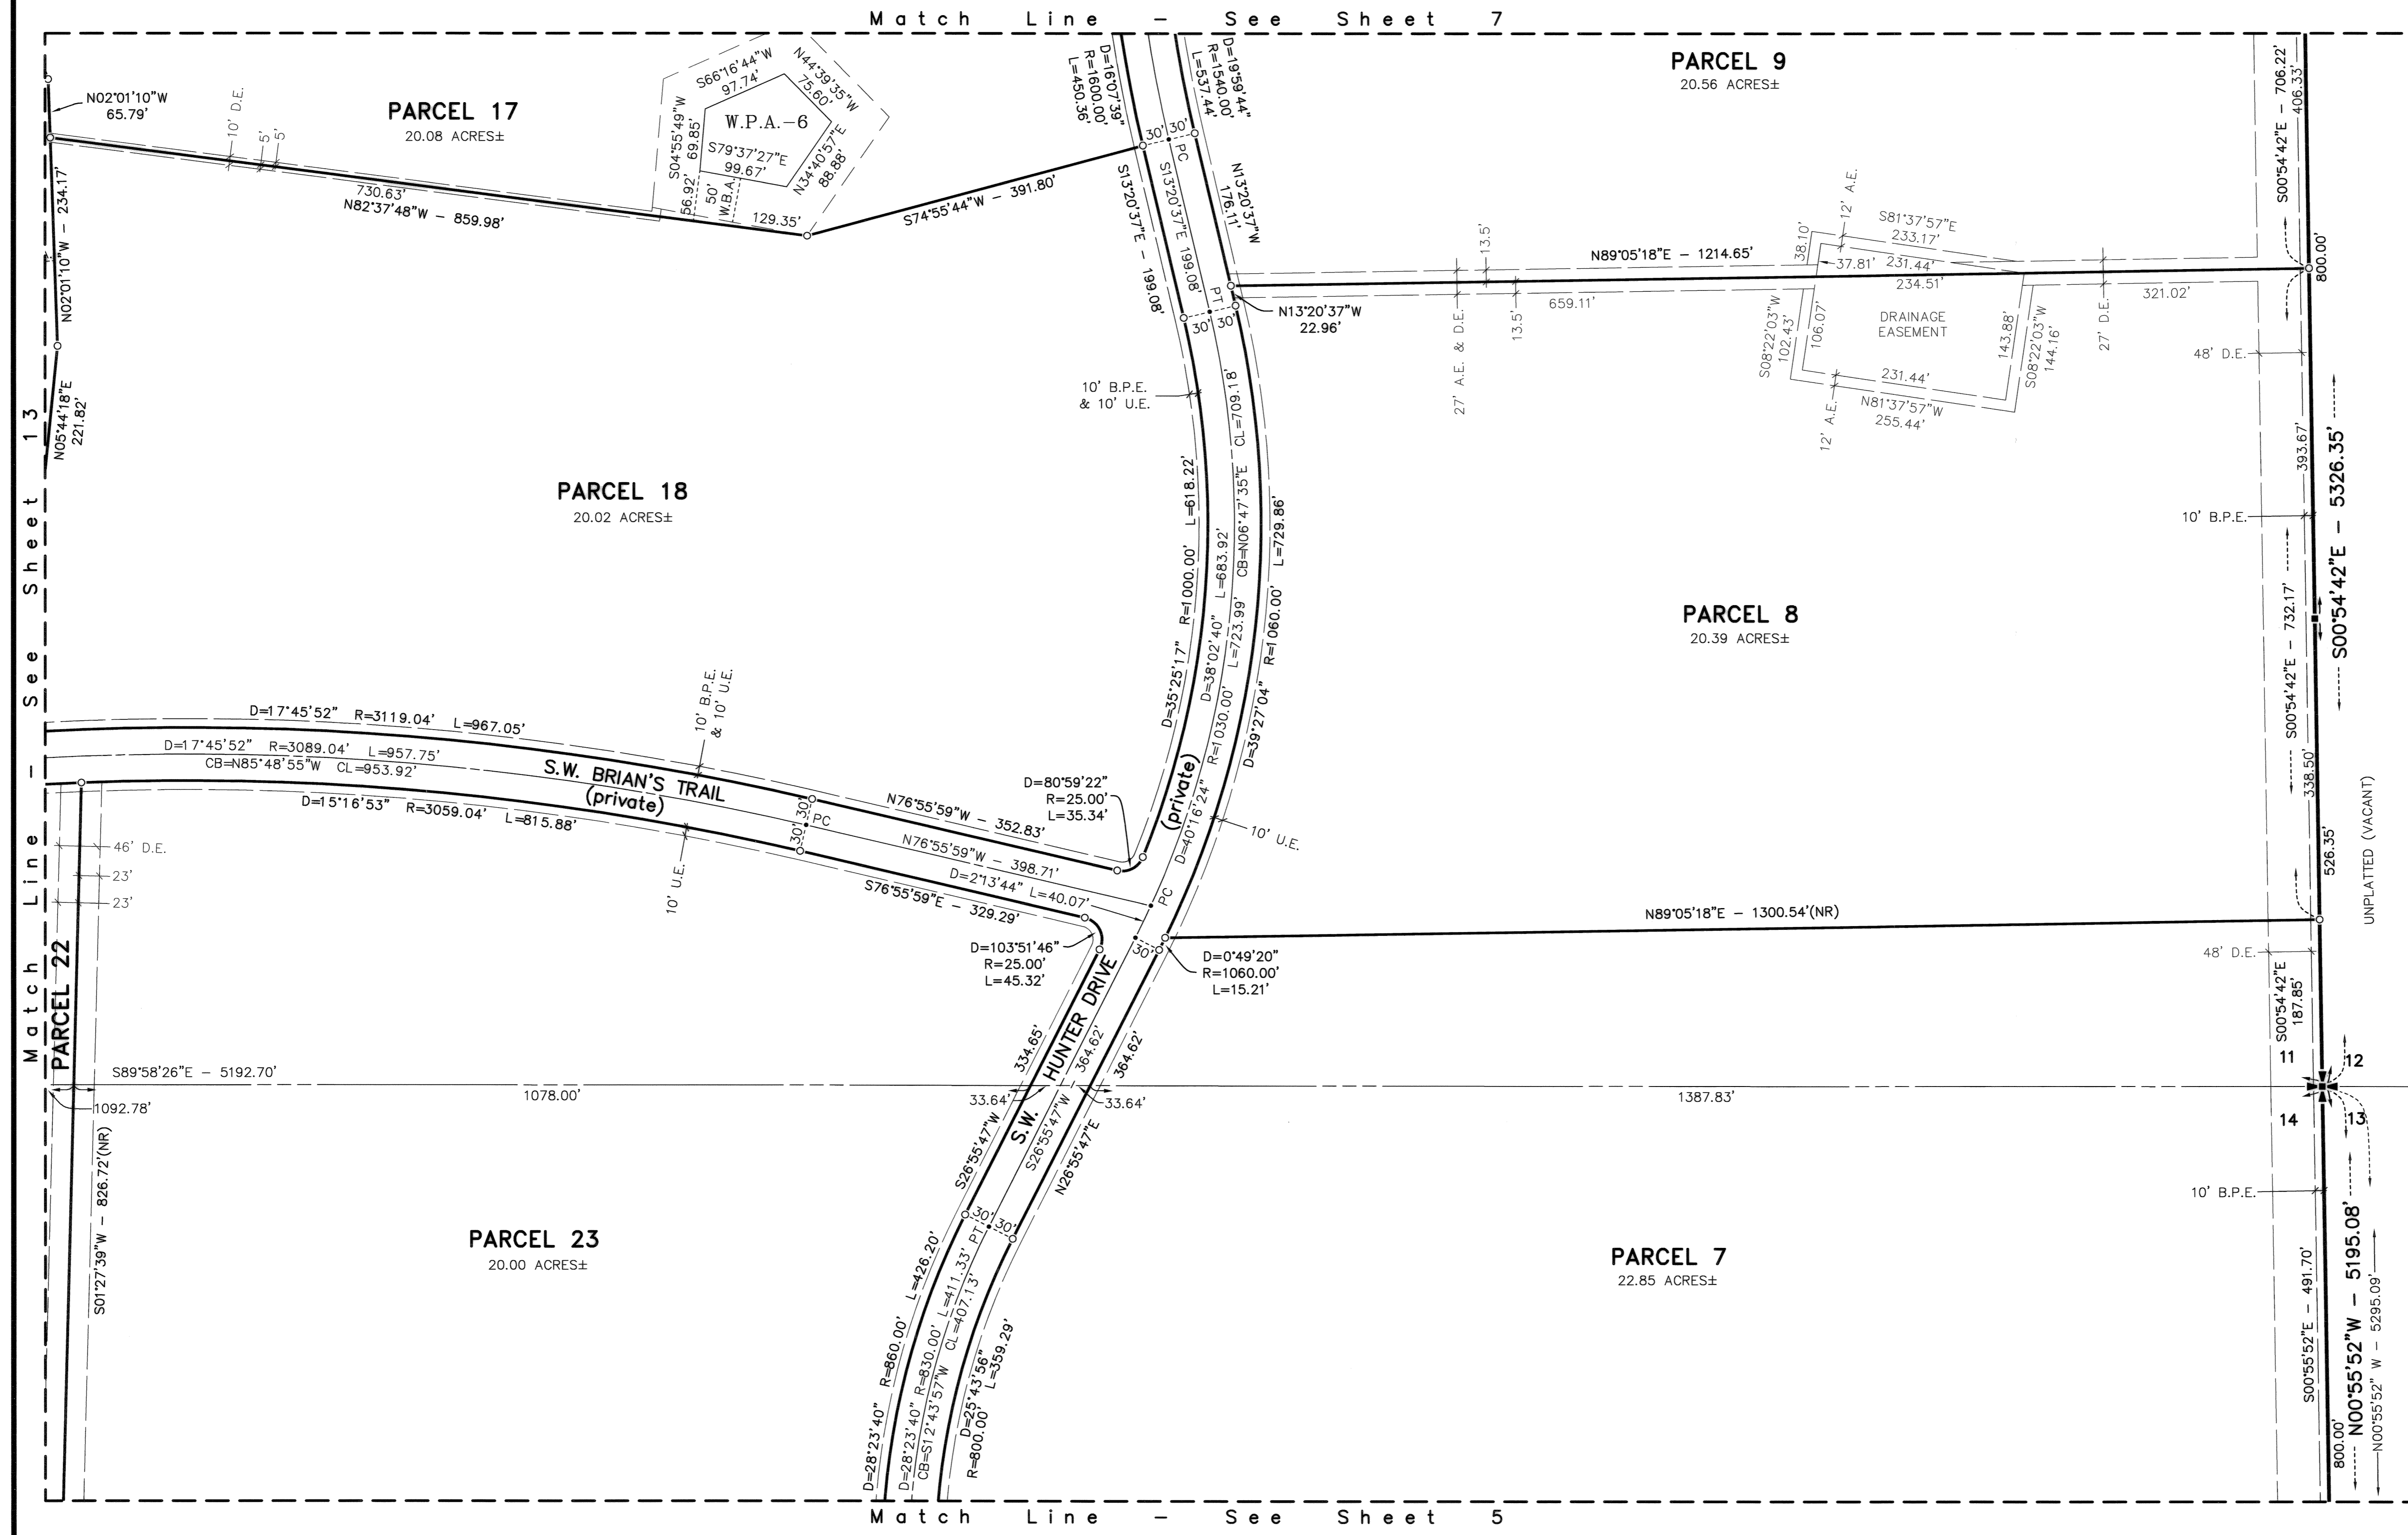 Match Line – See Sheet 7
N02°01'10"W
65.79'
10' D.E.
5'
5'
PARCEL 17
20.08 ACRES±
730.63'
N82°37'48"W – 859.98'
S66°16'44"W
97.74'
N44°39'35"W
75.60'
W.P.A.–6
S04°55'49"W
69.85'
S79°37'27"E
99.67'
N34°40'57"E
88.88'
56.92'
50'
W.B.A.
129.35'
S74°55'44"W – 391.80'
D=16°07'39"
R=1600.00'
L=450.36'
D=19°59'44"
R=1540.00'
L=537.44'
30'
30'
PC
S13°20'37"E – 199.08'
S13°20'37"E 199.08'
N13°20'37"W
176.11'
PT
30'
30'
N13°20'37"W
22.96'
PARCEL 9
20.56 ACRES±
N89°05'18"E – 1214.65'
13.5'
13.5'
27' A.E. & D.E.
659.11'
38.10'
12' A.E.
S81°37'57"E
233.17'
37.81'
231.44'
234.51'
DRAINAGE
EASEMENT
S08°22'03"W
102.43'
106.07'
143.88'
S08°22'03"W
144.16'
231.44'
12' A.E.
N81°37'57"W
255.44'
27' D.E.
321.02'
S00°54'42"E – 706.22'
406.33'
800.00'
48' D.E.
393.67'
S00°54'42"E – 5326.35'
10' B.P.E.
S00°54'42"E – 732.17'
338.50'
526.35'
UNPLATTED (VACANT)
N02°01'10"W – 234.17'
N05°44'18"E
221.82'
Match Line – See Sheet 13
PARCEL 18
20.02 ACRES±
10' B.P.E.
& 10' U.E.
D=35°25'17" R=1000.00' L=618.22'
D=38°02'40" L=683.92'
D=40°16'24" R=1030.00' L=723.99'
CB=N06°47'35"E CL=709.18'
D=39°27'04" R=1060.00' L=729.86'
PARCEL 8
20.39 ACRES±
10' B.P.E.
& 10' U.E.
D=17°45'52" R=3119.04' L=967.05'
D=17°45'52" R=3089.04' L=957.75'
CB=N85°48'55"W CL=953.92'
S.W. BRIAN'S TRAIL
(private)
D=15°16'53" R=3059.04' L=815.88'
30'
30'
PC
N76°55'59"W – 352.83'
N76°55'59"W – 398.71'
D=2°13'44" L=40.07'
S76°55'59"E – 329.29'
10' U.E.
D=80°59'22"
R=25.00'
L=35.34'
(private)
10' U.E.
PC
30'
D=103°51'46"
R=25.00'
L=45.32'
D=0°49'20"
R=1060.00'
L=15.21'
N89°05'18"E – 1300.54'(NR)
46' D.E.
23'
23'
PARCEL 22
48' D.E.
S00°54'42"E
187.85'
S89°58'26"E – 5192.70'
1092.78'
1078.00'
S.W. HUNTER DRIVE
334.65'
S26°55'47"W
S26°55'47"W 364.62'
364.62'
N26°55'47"E
33.64'
33.64'
1387.83'
11
12
14
13
S01°27'39"W – 826.72'(NR)
PARCEL 23
20.00 ACRES±
30'
30'
PT
D=28°23'40" R=860.00' L=426.20'
D=28°23'40" R=830.00' L=411.33'
CB=S12°43'57"W CL=407.13'
D=25°43'56"
R=800.00' L=359.29'
PARCEL 7
22.85 ACRES±
10' B.P.E.
S00°55'52"E – 491.70'
800.00'
N00°55'52"W – 5195.08'
N00°55'52" W – 5295.09'
Match Line – See Sheet 5